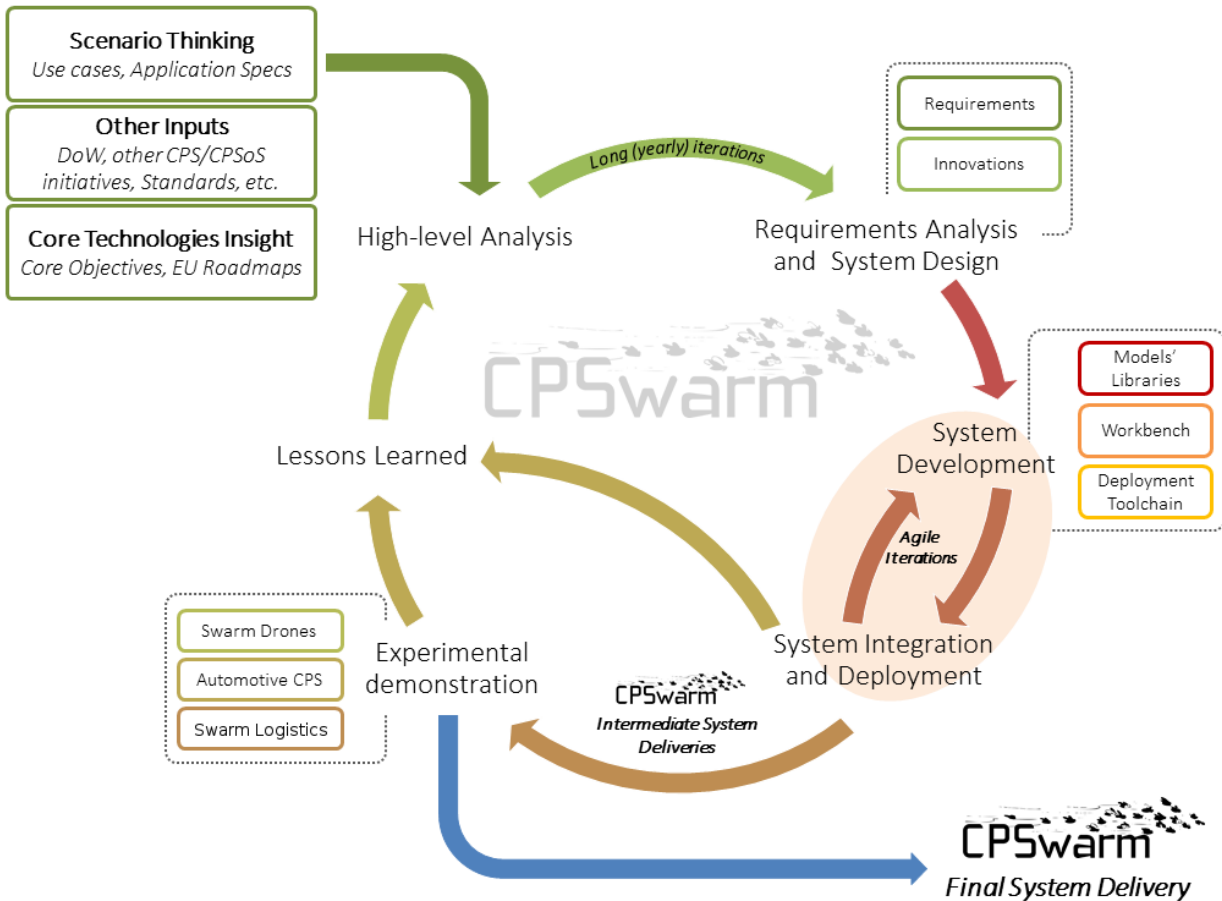 Scenario Thinking
Use cases, Application Specs
Other Inputs
DoW, other CPS/CPSoS
initiatives, Standards, etc.
Core Technologies Insight
Core Objectives, EU Roadmaps
Long (yearly) iterations
High-level Analysis
Requirements
Innovations
Requirements Analysis
and System Design
CPSwarm
Models'
Libraries
Workbench
Deployment
Toolchain
System
Development
Lessons Learned
Agile
Iterations
Swarm Drones
Automotive CPS
Swarm Logistics
Experimental
demonstration
System Integration
and Deployment
CPSwarm
Intermediate System
Deliveries
CPSwarm
Final System Delivery